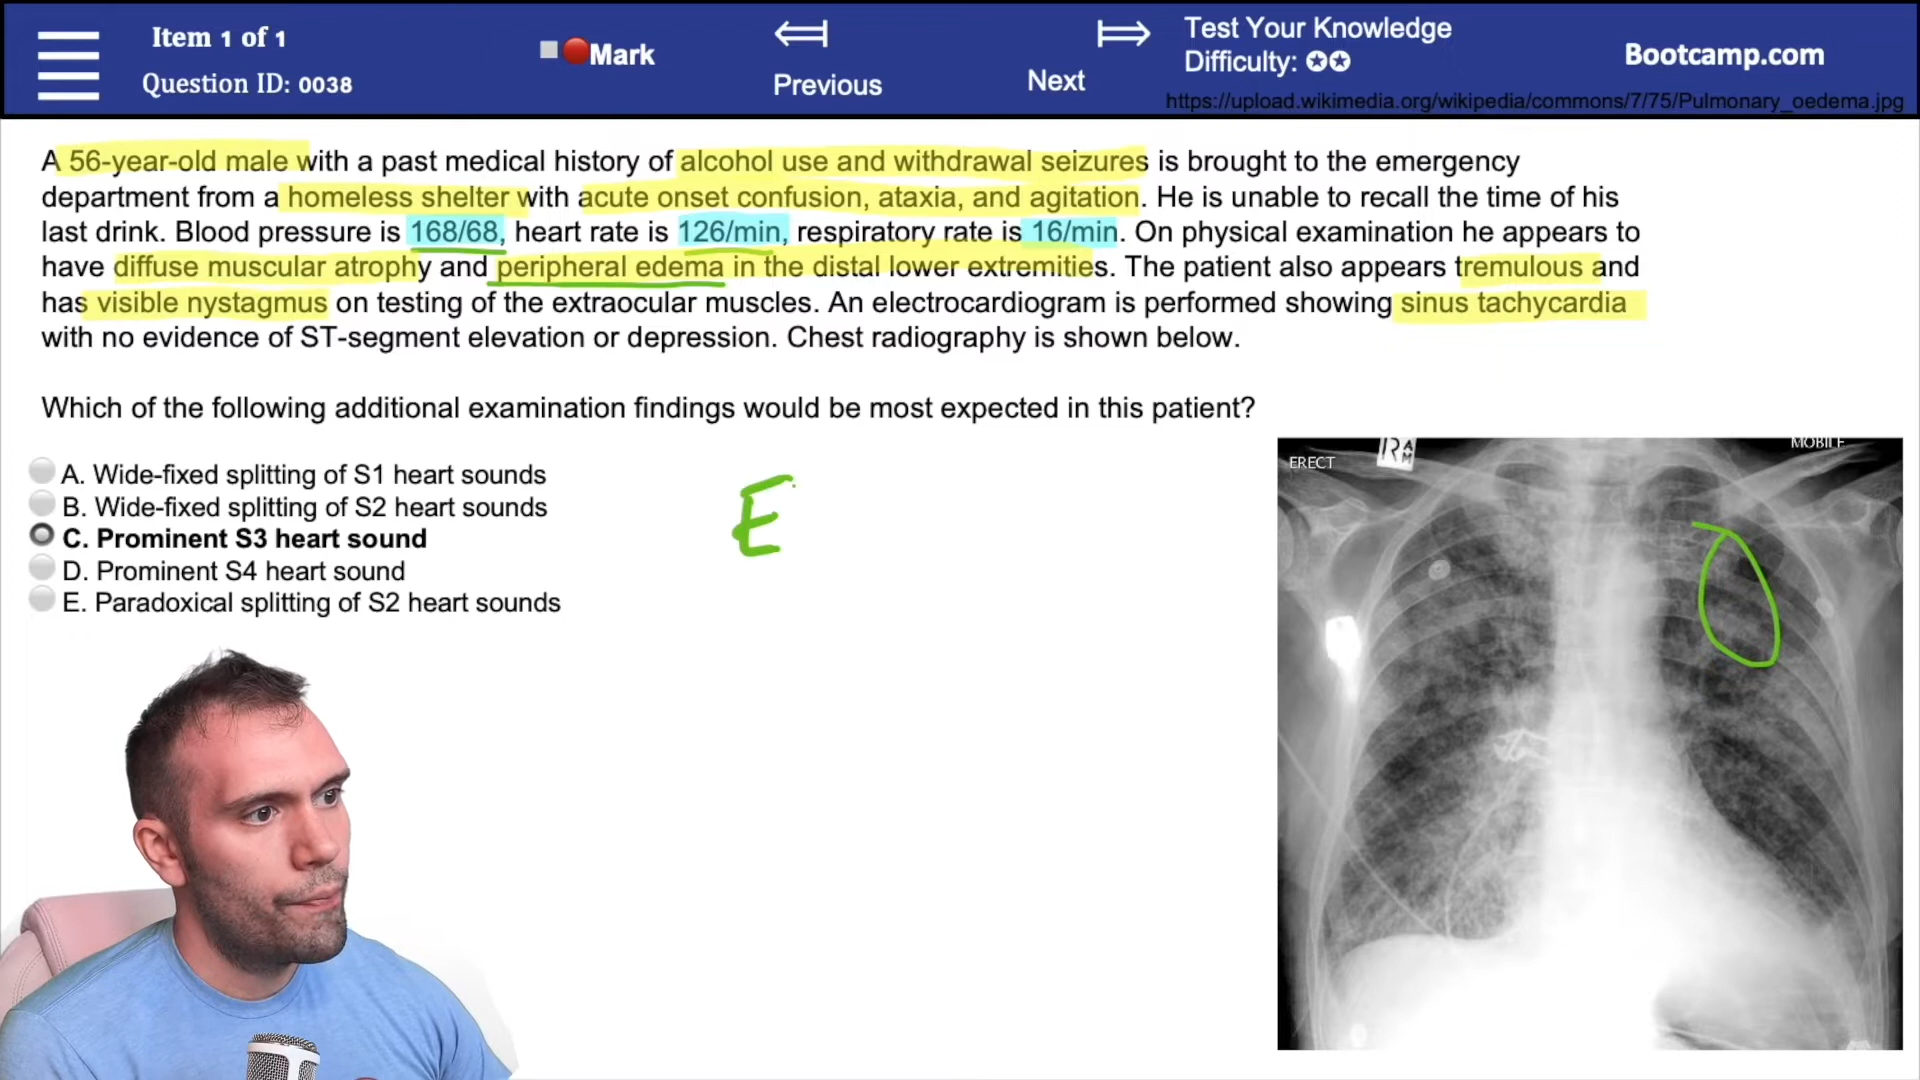 Item 1 of 1
Question ID: 0038
Mark
Previous
Next
Test Your Knowledge
Difficulty: ✪✪
Bootcamp.com
https://upload.wikimedia.org/wikipedia/commons/7/75/Pulmonary_oedema.jpg
A 56-year-old male with a past medical history of alcohol use and withdrawal seizures is brought to the emergency
department from a homeless shelter with acute onset confusion, ataxia, and agitation. He is unable to recall the time of his
last drink. Blood pressure is 168/68, heart rate is 126/min, respiratory rate is 16/min. On physical examination he appears to
have diffuse muscular atrophy and peripheral edema in the distal lower extremities. The patient also appears tremulous and
has visible nystagmus on testing of the extraocular muscles. An electrocardiogram is performed showing sinus tachycardia
with no evidence of ST-segment elevation or depression. Chest radiography is shown below.
Which of the following additional examination findings would be most expected in this patient?
A. Wide-fixed splitting of S1 heart sounds
B. Wide-fixed splitting of S2 heart sounds
C. Prominent S3 heart sound
D. Prominent S4 heart sound
E. Paradoxical splitting of S2 heart sounds
E
ERECT
R A M
MOBILE